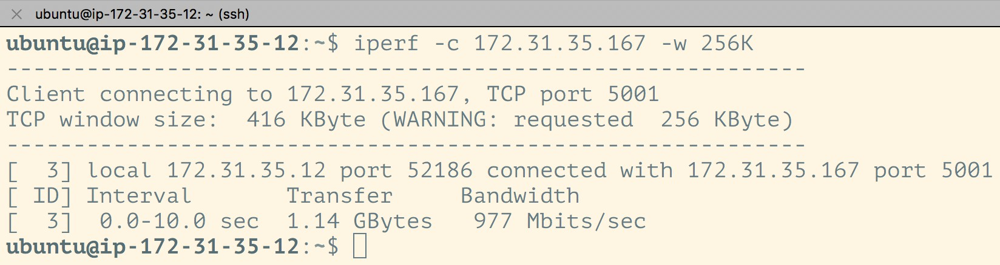 ubuntu@ip-172-31-35-12: ~ (ssh)
ubuntu@ip-172-31-35-12:~$ iperf -c 172.31.35.167 -w 256K
------------------------------------------------------------
Client connecting to 172.31.35.167, TCP port 5001
TCP window size:  416 KByte (WARNING: requested  256 KByte)
------------------------------------------------------------
[  3] local 172.31.35.12 port 52186 connected with 172.31.35.167 port 5001
[ ID] Interval       Transfer     Bandwidth
[  3]  0.0-10.0 sec  1.14 GBytes   977 Mbits/sec
ubuntu@ip-172-31-35-12:~$